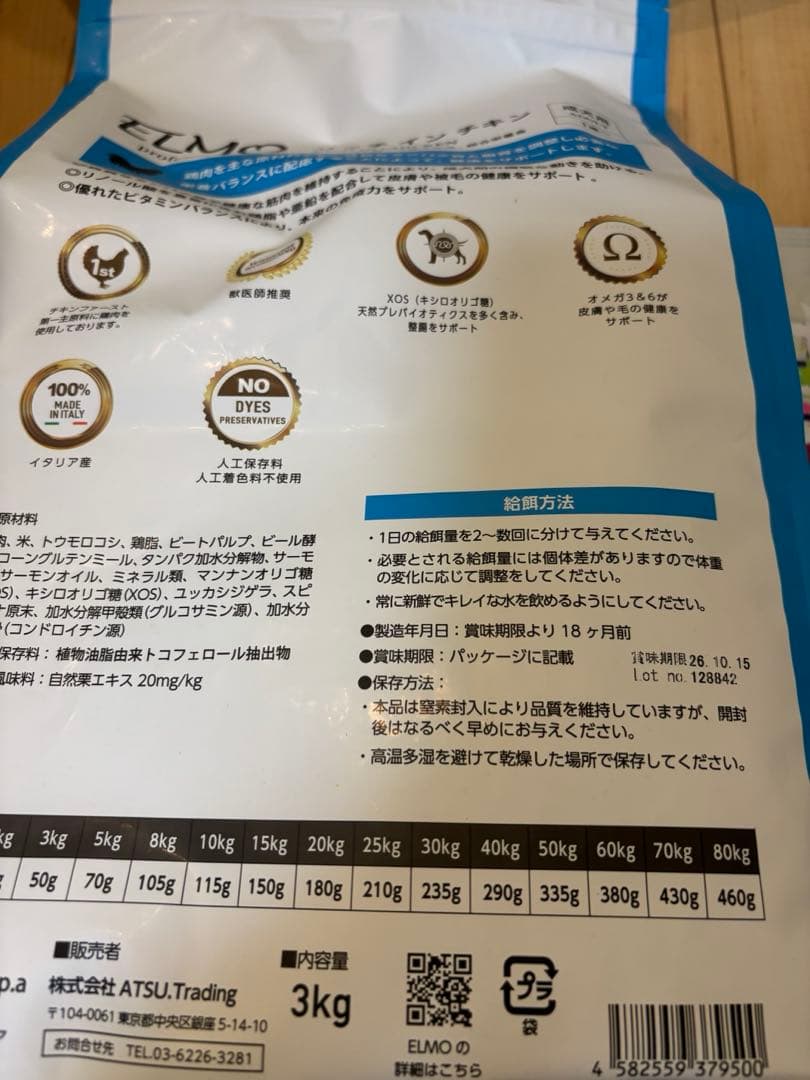 ELMO
チキン
成犬用
◎優れたビタミンバランスにより、本来の免疫力をサポート。
1st
チキンファースト
第一主原料に鶏肉を
使用しております。
獣医師推奨
XOS（キシロオリゴ糖）
天然プレバイオティクスを多く含み、
整腸をサポート
Ω
オメガ3＆6が
皮膚や毛の健康を
サポート
100%
MADE
IN ITALY
イタリア産
NO
DYES
PRESERVATIVES
人工保存料
人工着色料不使用
原材料
肉、米、トウモロコシ、鶏脂、ビートパルプ、ビール酵
コーングルテンミール、タンパク加水分解物、サーモ
サーモンオイル、ミネラル類、マンナンオリゴ糖
S)、キシロオリゴ糖(XOS)、ユッカシジゲラ、スピ
ナ原末、加水分解甲殻類(グルコサミン源)、加水分
(コンドロイチン源)
保存料：植物油脂由来トコフェロール抽出物
風味料：自然栗エキス 20mg/kg
給餌方法
・1日の給餌量を2〜数回に分けて与えてください。
・必要とされる給餌量には個体差がありますので体重
の変化に応じて調整をしてください。
・常に新鮮でキレイな水を飲めるようにしてください。
●製造年月日：賞味期限より 18 ヶ月前
●賞味期限：パッケージに記載
賞味期限26.10.15
Lot no.128842
●保存方法：
・本品は窒素封入により品質を維持していますが、開封
後はなるべく早めにお与えください。
・高温多湿を避けて乾燥した場所で保存してください。
kg 3kg 5kg 8kg 10kg 15kg 20kg 25kg 30kg 40kg 50kg 60kg 70kg 80kg
50g 70g 105g 115g 150g 180g 210g 235g 290g 335g 380g 430g 460g
■販売者
p.a
株式会社 ATSU.Trading
〒104-0061 東京都中央区銀座 5-14-10
お問合せ先 TEL.03-6226-3281
■内容量
3kg
ELMO の
詳細はこちら
プラ
袋
4 582559 379500